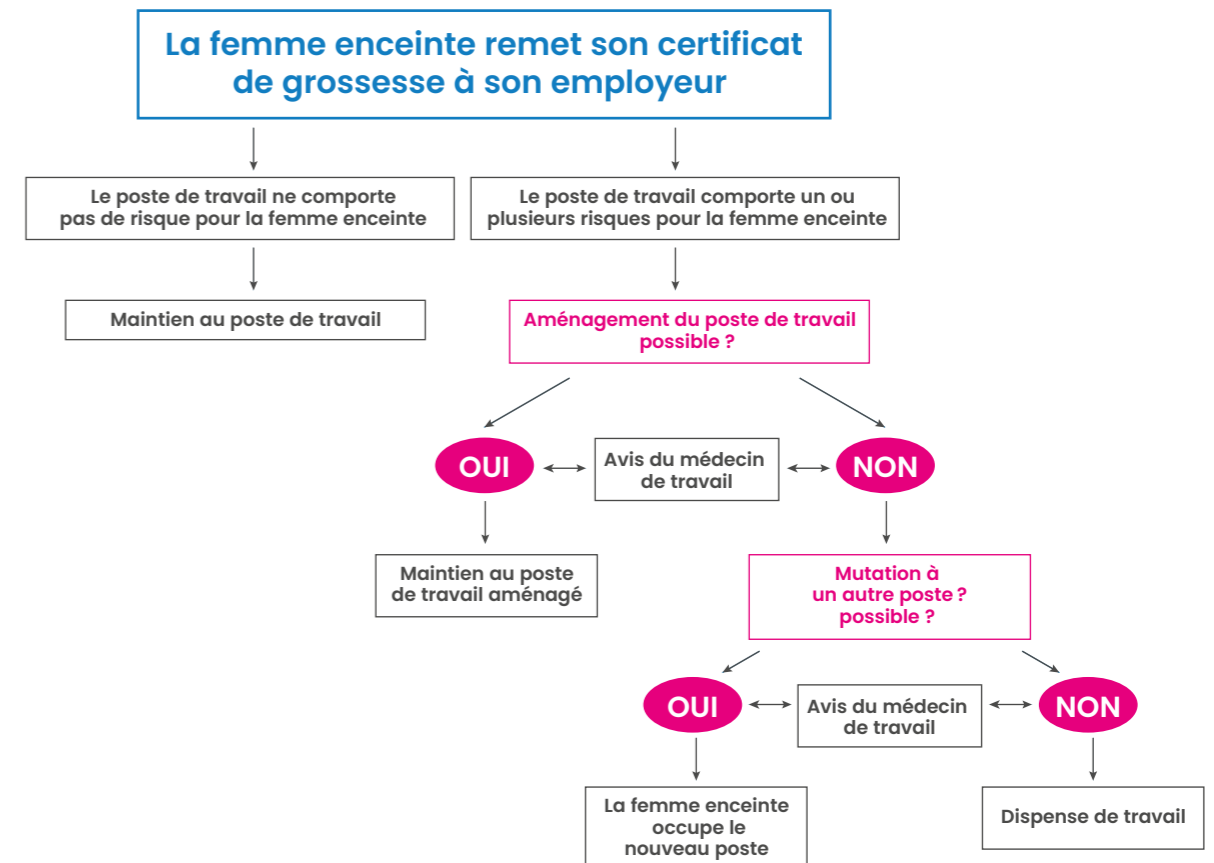 La femme enceinte remet son certificat
de grossesse à son employeur
Le poste de travail ne comporte
pas de risque pour la femme enceinte
Le poste de travail comporte un ou
plusieurs risques pour la femme enceinte
Maintien au poste de travail
Aménagement du poste de travail
possible ?
OUI
Avis du médecin
de travail
NON
Maintien au poste
de travail aménagé
Mutation à
un autre poste ?
possible ?
OUI
Avis du médecin
de travail
NON
La femme enceinte
occupe le
nouveau poste
Dispense de travail